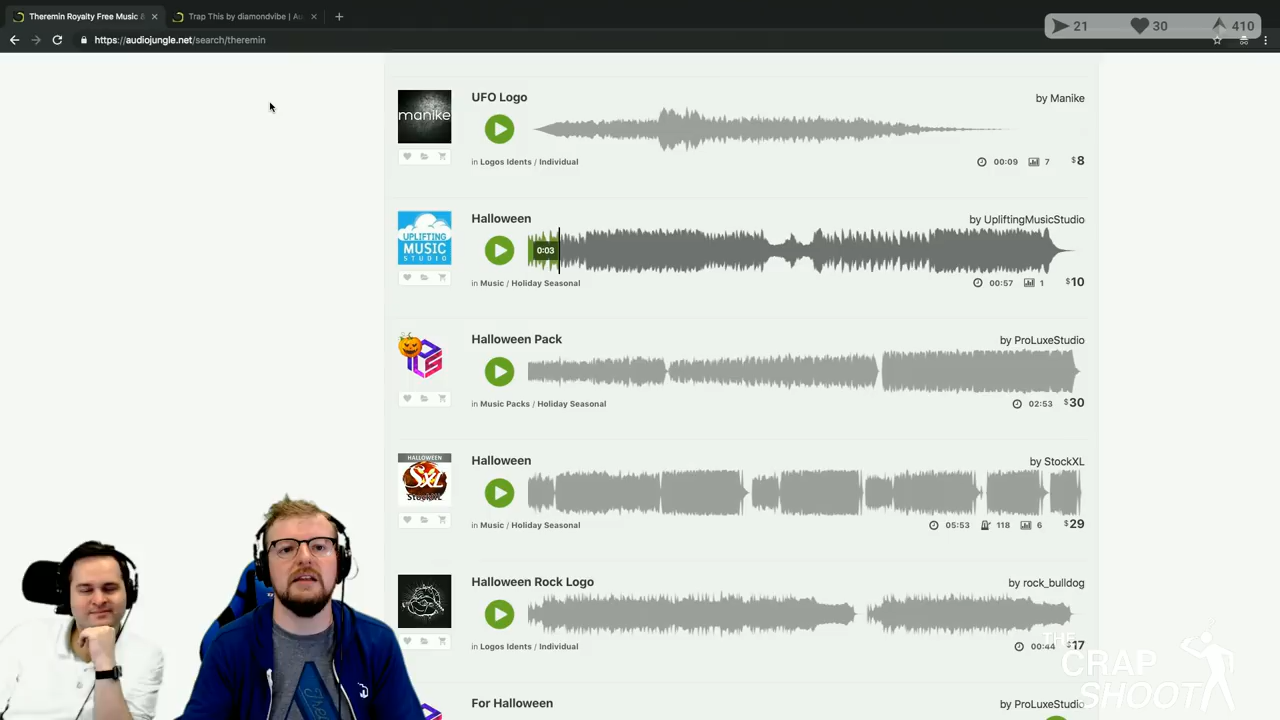 Theremin Royalty Free Music &
Trap This by diamondvibe | Au
21
30
410
https://audiojungle.net/search/theremin
manike
UFO Logo
by Manike
in Logos Idents / Individual
00:09
7
$8
UPLIFTING
MUSIC
STUDIO
Halloween
by UpliftingMusicStudio
0:03
in Music / Holiday Seasonal
00:57
1
$10
Halloween Pack
by ProLuxeStudio
in Music Packs / Holiday Seasonal
02:53
$30
HALLOWEEN
SXL
StockXL
Halloween
by StockXL
in Music / Holiday Seasonal
05:53
118
6
$29
Halloween Rock Logo
by rock_bulldog
in Logos Idents / Individual
00:44
$17
THE
CRAP
SHOOT
For Halloween
by ProLuxeStudio